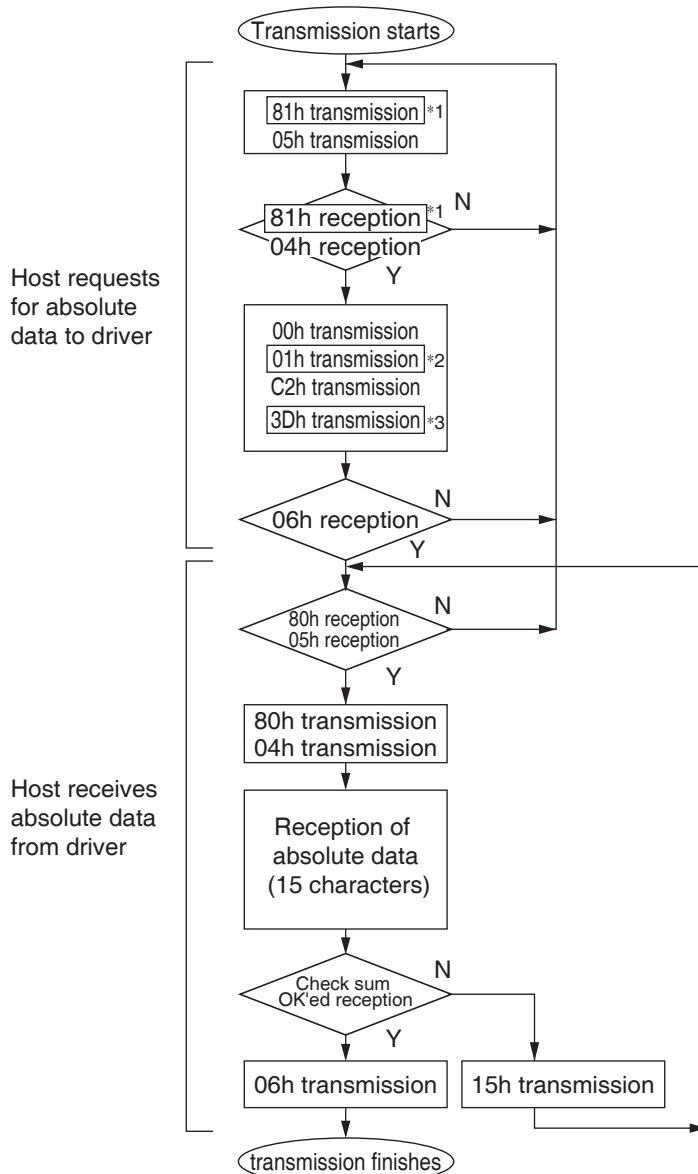 Transmission starts
81h transmission *1
05h transmission
81h reception *1
04h reception
N
Y
Host requests
for absolute
data to driver
00h transmission
01h transmission *2
C2h transmission
3Dh transmission *3
06h reception
N
Y
80h reception
05h reception
N
Y
80h transmission
04h transmission
Host receives
absolute data
from driver
Reception of
absolute data
(15 characters)
Check sum
OK'ed reception
N
Y
06h transmission
15h transmission
transmission finishes